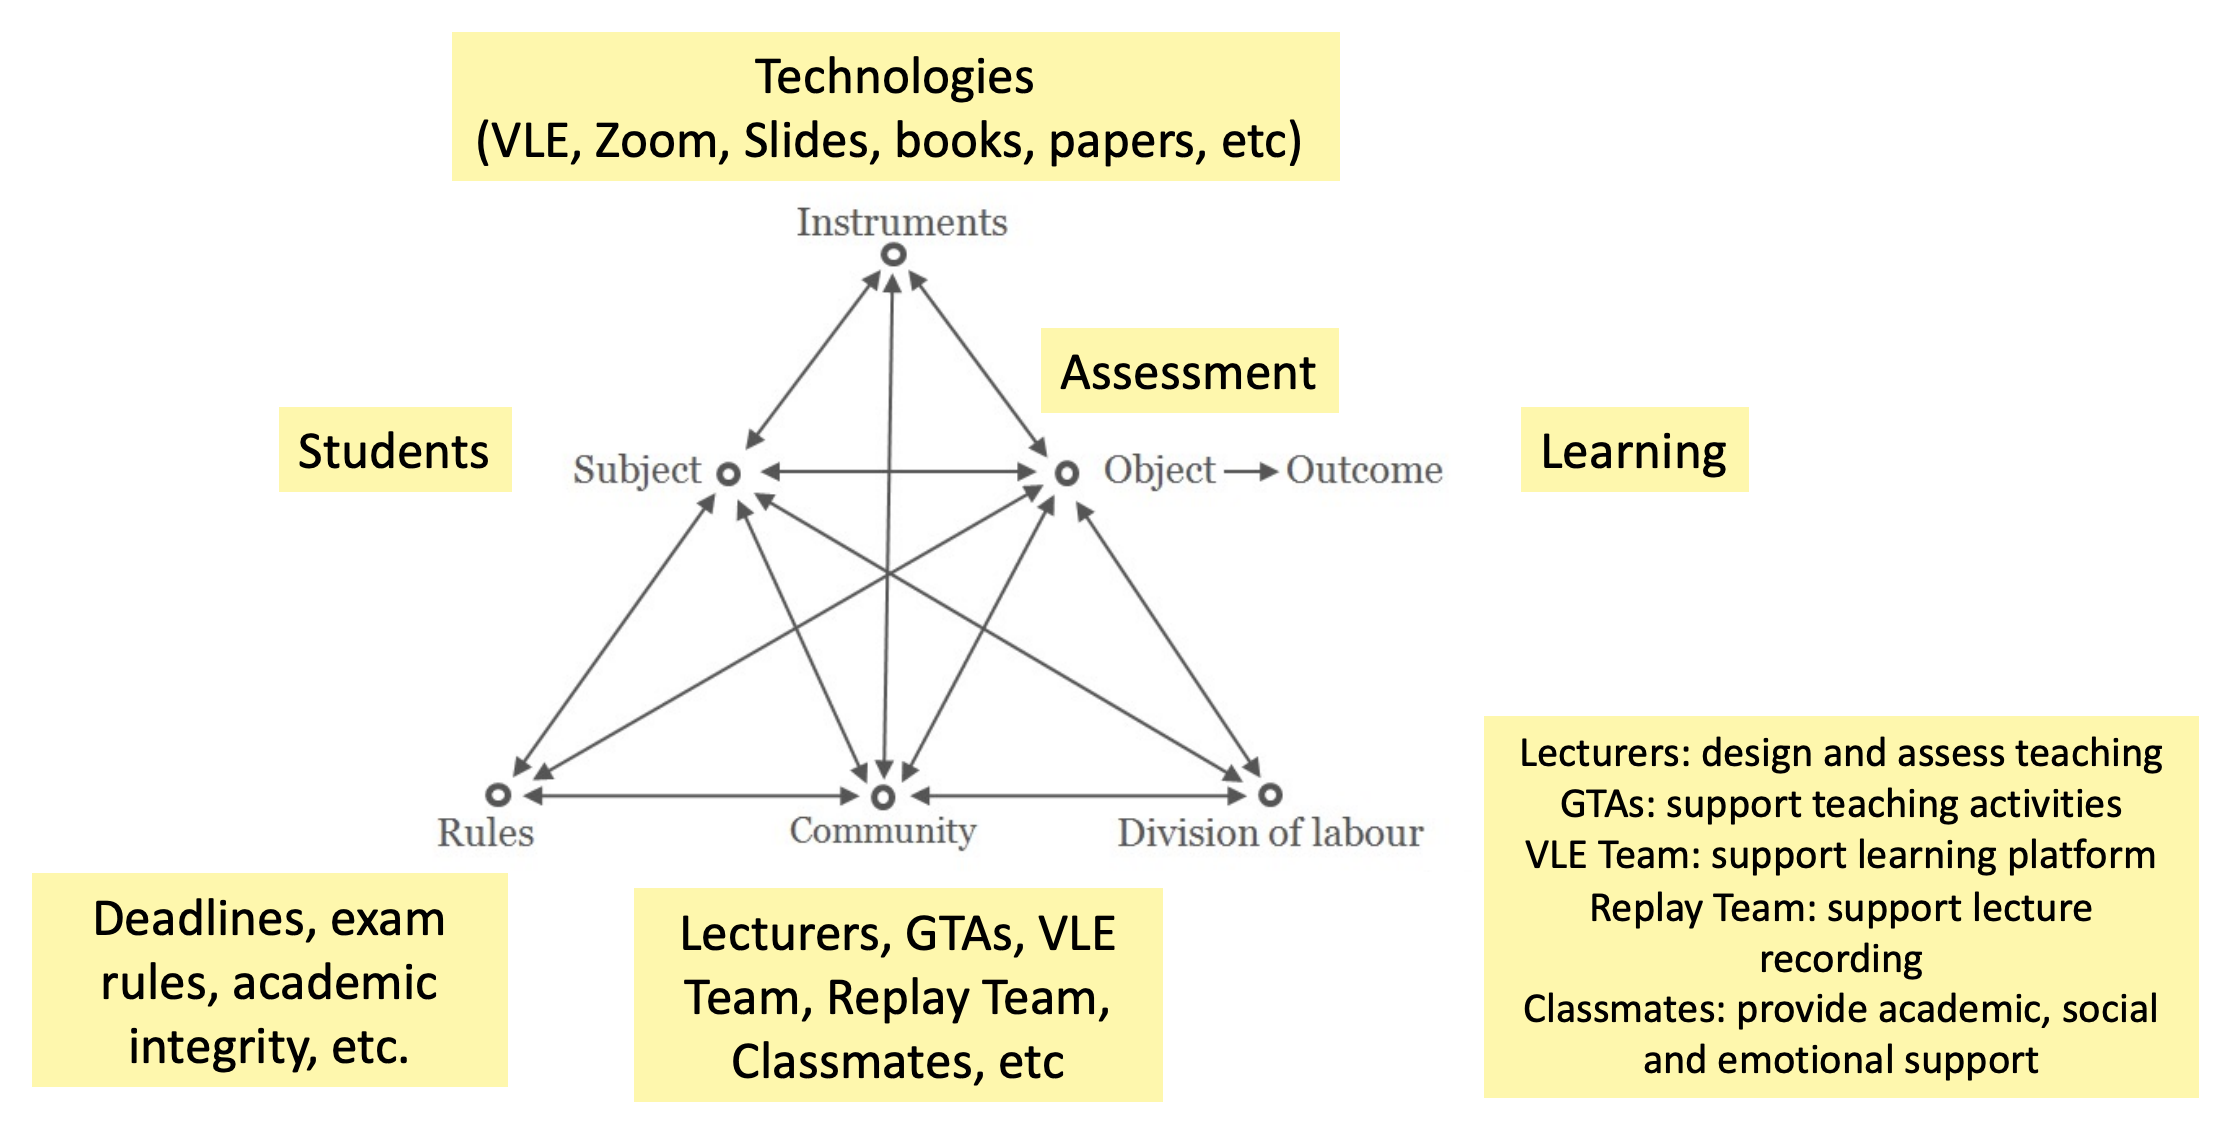 Technologies
(VLE, Zoom, Slides, books, papers, etc)
Instruments
Assessment
Students
Subject
Object
Outcome
Learning
Rules
Community
Division of labour
Deadlines, exam
rules, academic
integrity, etc.
Lecturers, GTAs, VLE
Team, Replay Team,
Classmates, etc
Lecturers: design and assess teaching
GTAs: support teaching activities
VLE Team: support learning platform
Replay Team: support lecture
recording
Classmates: provide academic, social
and emotional support